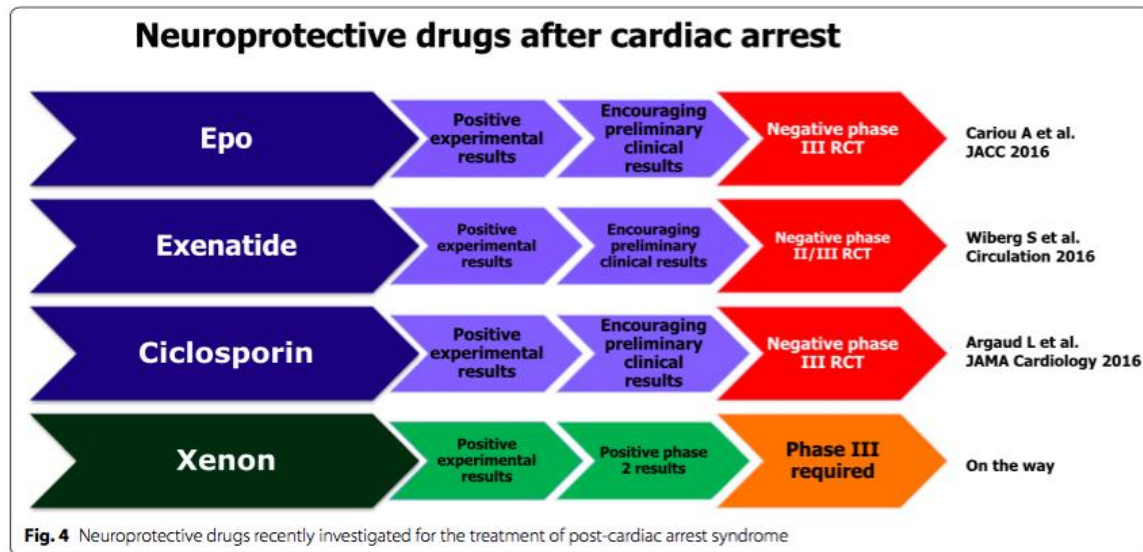 Neuroprotective drugs after cardiac arrest
Epo
Positive
experimental
results
Encouraging
preliminary
clinical
results
Negative phase
III RCT
Cariou A et al.
JACC 2016
Exenatide
Positive
experimental
results
Encouraging
preliminary
clinical results
Negative phase
II/III RCT
Wiberg S et al.
Circulation 2016
Ciclosporin
Positive
experimental
results
Encouraging
preliminary
clinical
results
Negative phase
III RCT
Argaud L et al.
JAMA Cardiology 2016
Xenon
Positive
experimental
results
Positive phase
2 results
Phase III
required
On the way
Fig. 4 Neuroprotective drugs recently investigated for the treatment of post-cardiac arrest syndrome